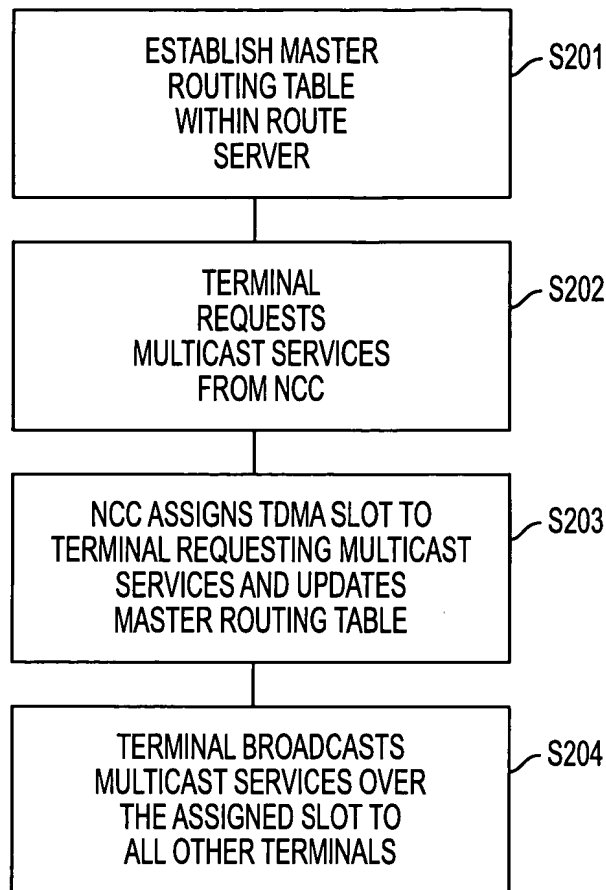 ESTABLISH MASTER
ROUTING TABLE
WITHIN ROUTE
SERVER
S201
TERMINAL
REQUESTS
MULTICAST SERVICES
FROM NCC
S202
NCC ASSIGNS TDMA SLOT TO
TERMINAL REQUESTING MULTICAST
SERVICES AND UPDATES
MASTER ROUTING TABLE
S203
TERMINAL BROADCASTS
MULTICAST SERVICES OVER
THE ASSIGNED SLOT TO
ALL OTHER TERMINALS
S204